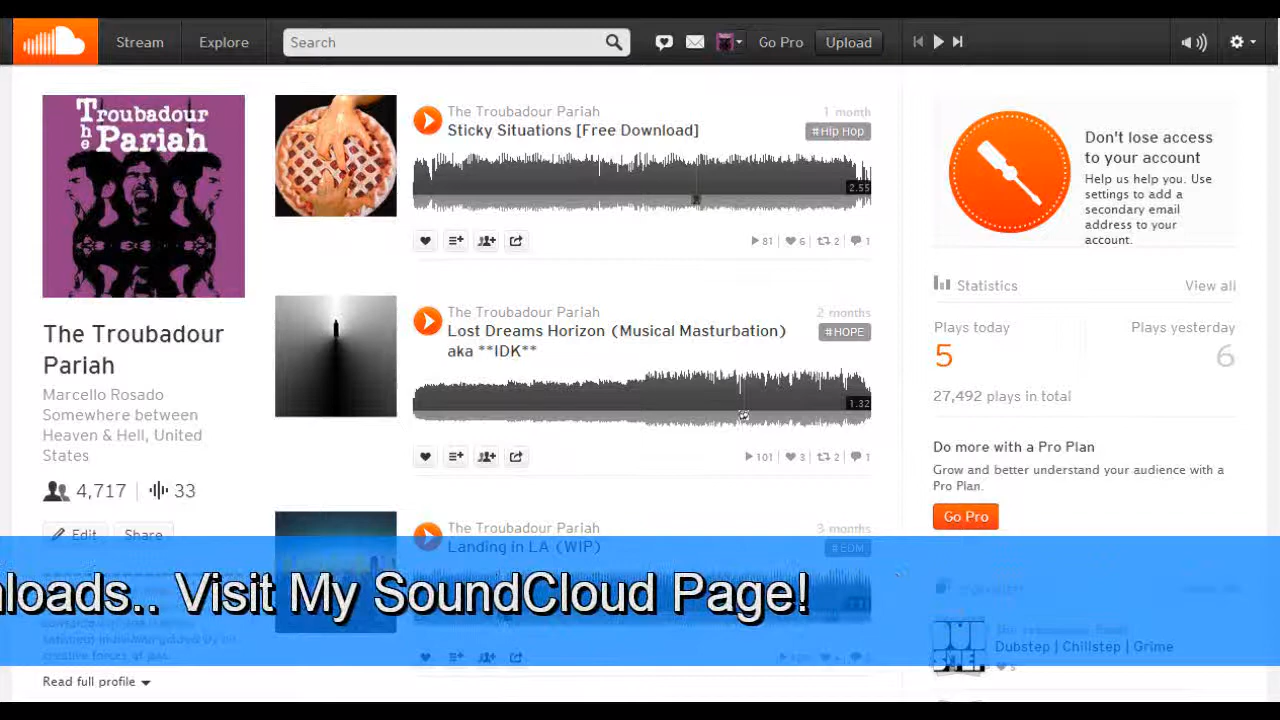 Stream
Explore
Search
Go Pro
Upload
The
Troubadour
Pariah
The Troubadour
Pariah
Marcello Rosado
Somewhere between
Heaven & Hell, United
States
4,717
33
Edit
Share
Read full profile
The Troubadour Pariah
1 month
Sticky Situations [Free Download]
#Hip Hop
2.55
81
6
2
1
The Troubadour Pariah
2 months
Lost Dreams Horizon (Musical Masturbation)
#HOPE
aka **IDK**
1.32
101
3
2
1
The Troubadour Pariah
3 months
Landing in LA (WIP)
#EDM
Don't lose access
to your account
Help us help you. Use
settings to add a
secondary email
address to your
account.
Statistics
View all
Plays today
Plays yesterday
5
6
27,492 plays in total
Do more with a Pro Plan
Grow and better understand your audience with a
Pro Plan.
Go Pro
Dubstep | Chillstep | Grime
5
nloads.. Visit My SoundCloud Page!